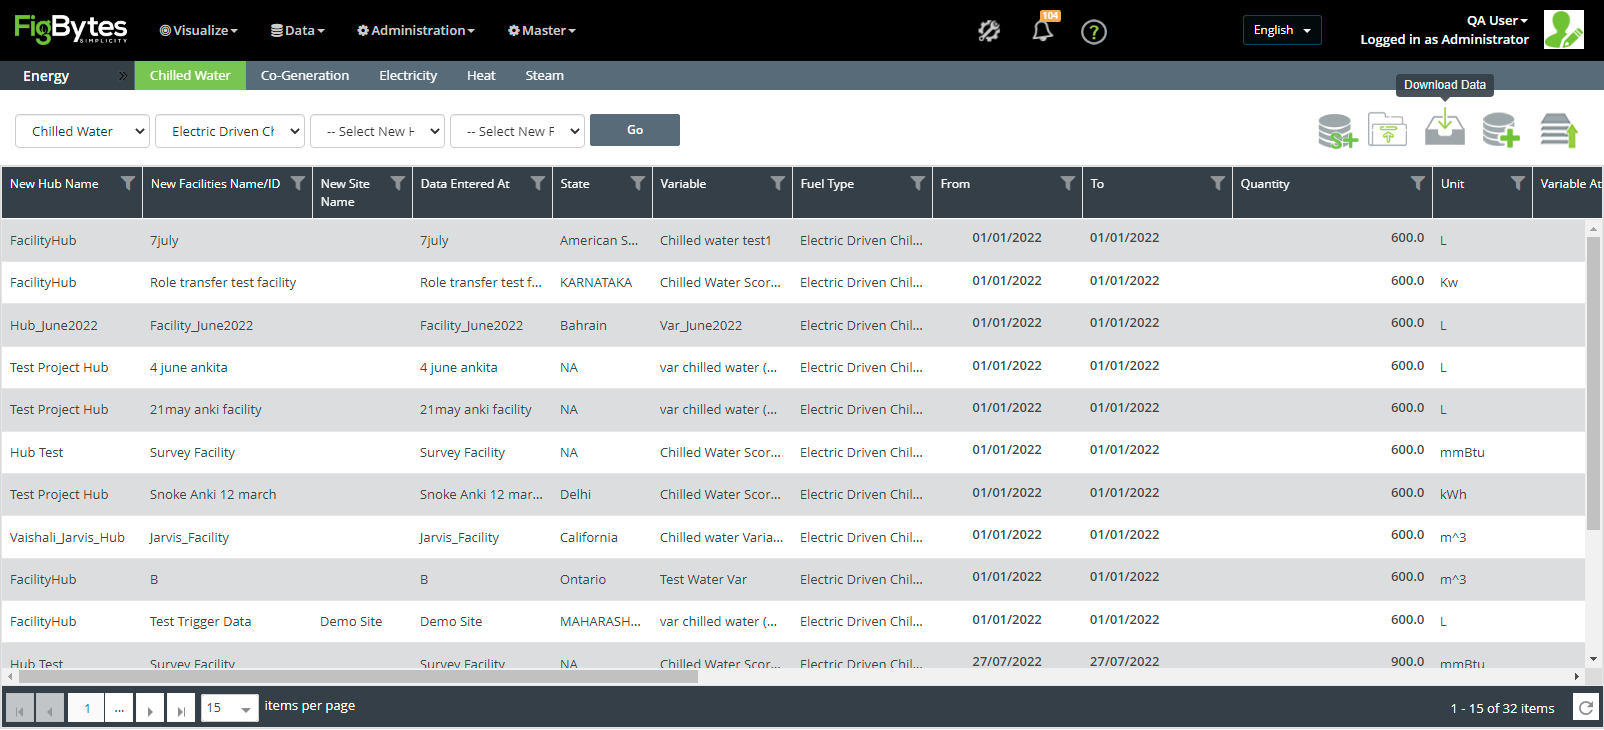 FigBytes
SIMPLICITY
Visualize
Data
Administration
Master
104
?
English
QA User
Logged in as Administrator
Energy
Chilled Water
Co-Generation
Electricity
Heat
Steam
Download Data
Chilled Water
Electric Driven Ch
-- Select New H
-- Select New F
Go
S+
New Hub Name
New Facilities Name/ID
New Site Name
Data Entered At
State
Variable
Fuel Type
From
To
Quantity
Unit
Variable At
FacilityHub 7july 7july American S... Chilled water test1 Electric Driven Chil... 01/01/2022 01/01/2022 600.0 L
FacilityHub Role transfer test facility Role transfer test f... KARNATAKA Chilled Water Scor... Electric Driven Chil... 01/01/2022 01/01/2022 600.0 Kw
Hub_June2022 Facility_June2022 Facility_June2022 Bahrain Var_June2022 Electric Driven Chil... 01/01/2022 01/01/2022 600.0 L
Test Project Hub 4 june ankita 4 june ankita NA var chilled water (... Electric Driven Chil... 01/01/2022 01/01/2022 600.0 L
Test Project Hub 21may anki facility 21may anki facility NA var chilled water (... Electric Driven Chil... 01/01/2022 01/01/2022 600.0 L
Hub Test Survey Facility Survey Facility NA Chilled Water Scor... Electric Driven Chil... 01/01/2022 01/01/2022 600.0 mmBtu
Test Project Hub Snoke Anki 12 march Snoke Anki 12 mar... Delhi Chilled Water Scor... Electric Driven Chil... 01/01/2022 01/01/2022 600.0 kWh
Vaishali_Jarvis_Hub Jarvis_Facility Jarvis_Facility California Chilled water Varia... Electric Driven Chil... 01/01/2022 01/01/2022 600.0 m^3
FacilityHub B B Ontario Test Water Var Electric Driven Chil... 01/01/2022 01/01/2022 600.0 m^3
FacilityHub Test Trigger Data Demo Site Demo Site MAHARASH... var chilled water (... Electric Driven Chil... 01/01/2022 01/01/2022 600.0 L
Hub Test Survey Facility Survey Facility NA Chilled Water Scor... Electric Driven Chil... 27/07/2022 27/07/2022 900.0 mmBtu
1 ... 15 items per page 1 - 15 of 32 items